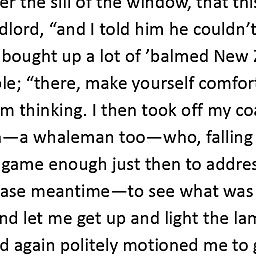 er the sill of the window, that this
dlord, “and I told him he couldn’t
bought up a lot of ’balmed New Z
le; “there, make yourself comfort
m thinking. I then took off my coa
—a whaleman too—who, falling
game enough just then to addres
ase meantime—to see what was
nd let me get up and light the lam
d again politely motioned me to g